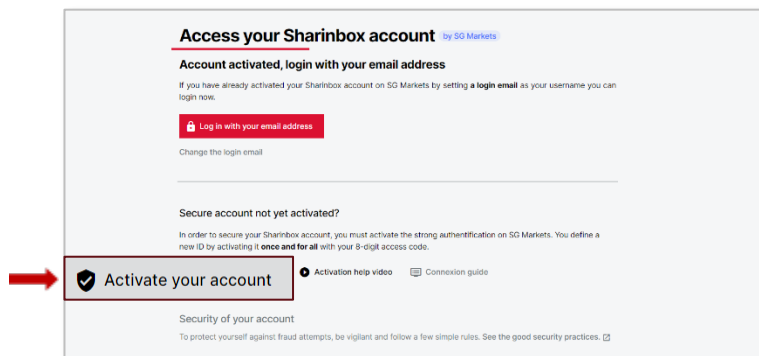 Access your Sharinbox account by SG Markets
Account activated, login with your email address
If you have already activated your Sharinbox account on SG Markets by setting a login email as your username you can
login now.
Log in with your email address
Change the login email
Secure account not yet activated?
In order to secure your Sharinbox account, you must activate the strong authentification on SG Markets. You define a
new ID by activating it once and for all with your 8-digit access code.
Activate your account Activation help video Connexion guide
Security of your account
To protect yourself against fraud attempts, be vigilant and follow a few simple rules. See the good security practices.